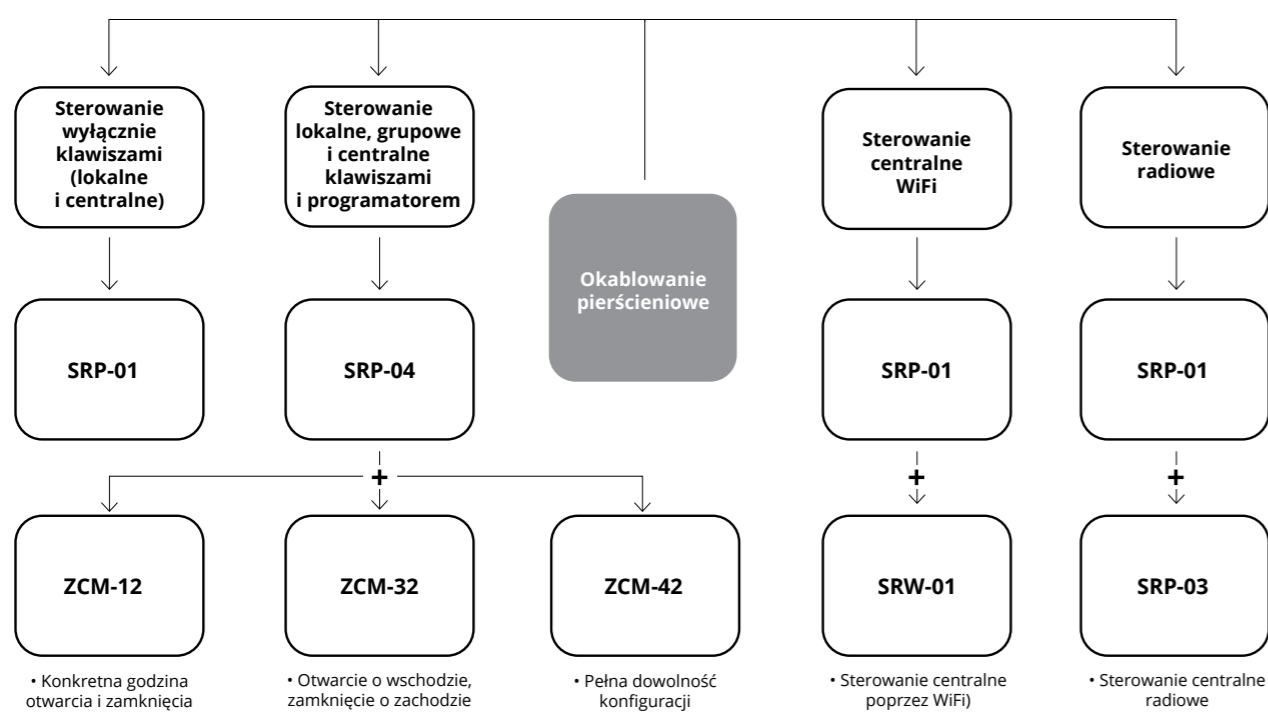 Sterowanie
wyłącznie
klawiszami
(lokalne
i centralne)
Sterowanie
lokalne, grupowe
i centralne
klawiszami
i programatorem
Okablowanie
pierścieniowe
Sterowanie
centralne
WiFi
Sterowanie
radiowe
SRP-01
SRP-04
SRP-01
SRP-01
+
+
+
ZCM-12
ZCM-32
ZCM-42
SRW-01
SRP-03
• Konkretna godzina
otwarcia i zamknięcia
• Otwarcie o wschodzie,
zamknięcie o zachodzie
• Pełna dowolność
konfiguracji
• Sterowanie centralne
poprzez WiFi)
• Sterowanie centralne
radiowe